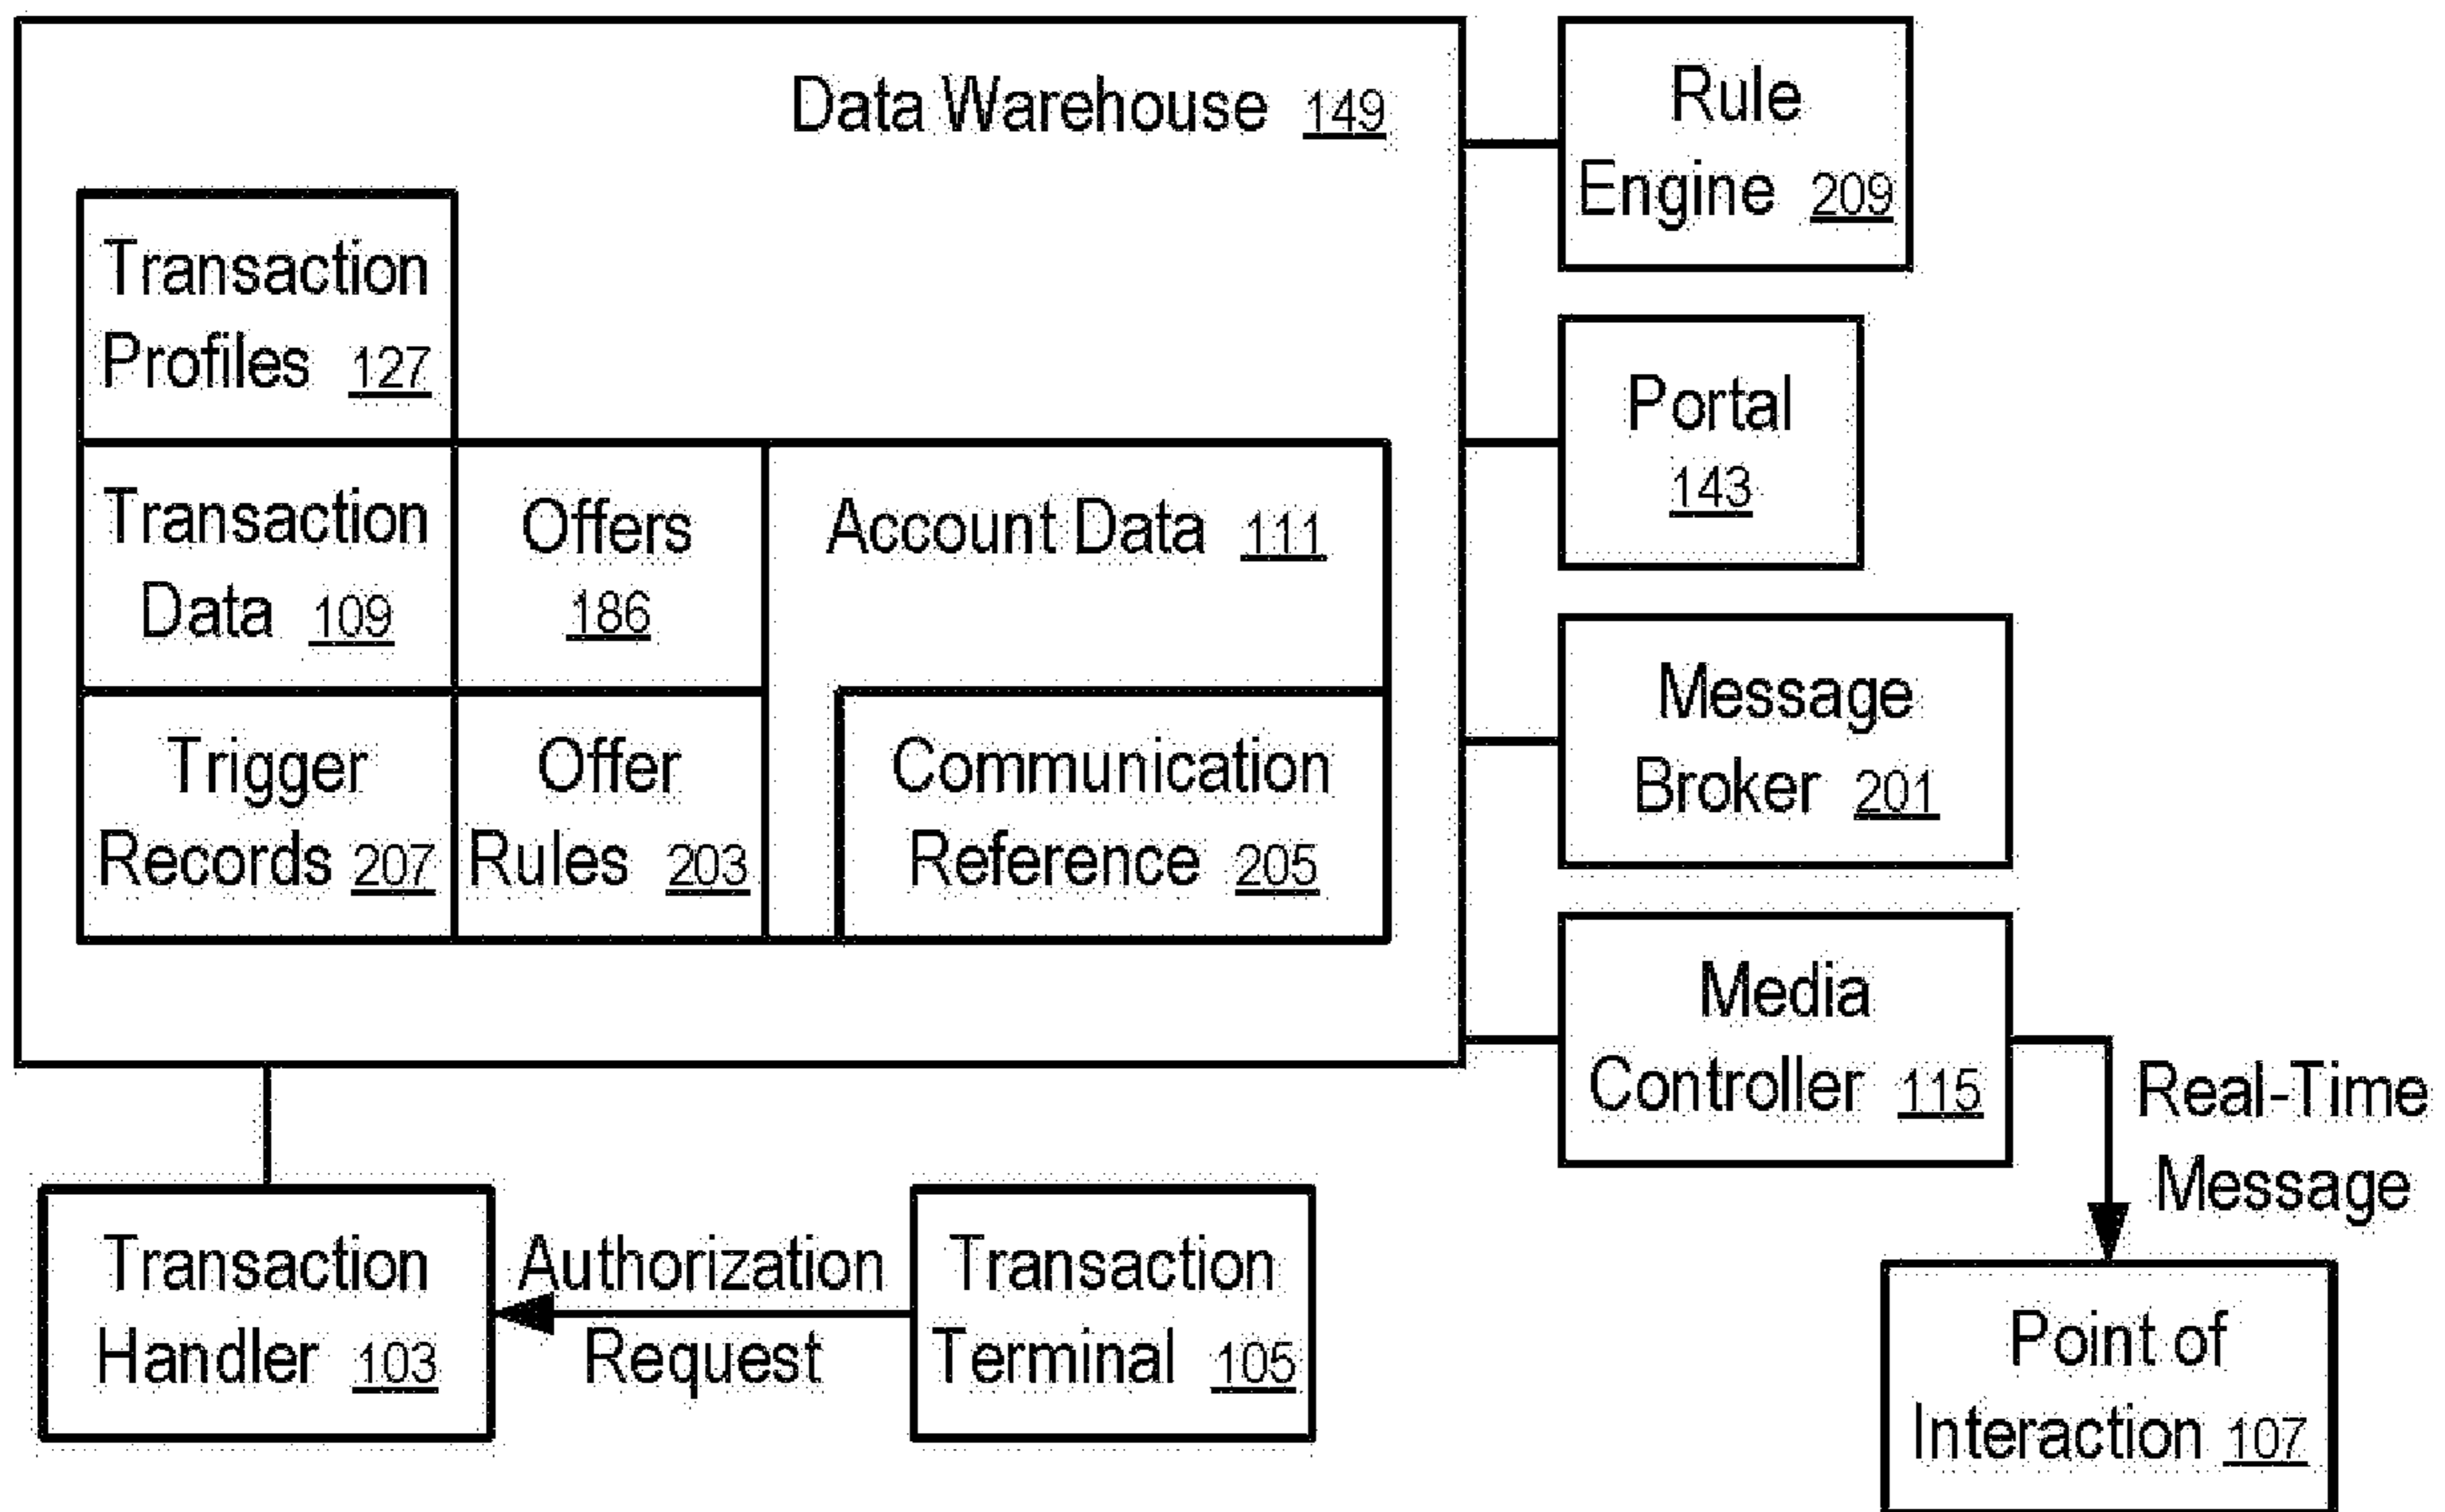 Data Warehouse 149
Transaction
Profiles 127
Transaction
Data 109
Offers
186
Account Data 111
Trigger
Records 207
Offer
Rules 203
Communication
Reference 205
Rule
Engine 209
Portal
143
Message
Broker 201
Media
Controller 115
Real-Time
Message
Transaction
Handler 103
Authorization
Request
Transaction
Terminal 105
Point of
Interaction 107